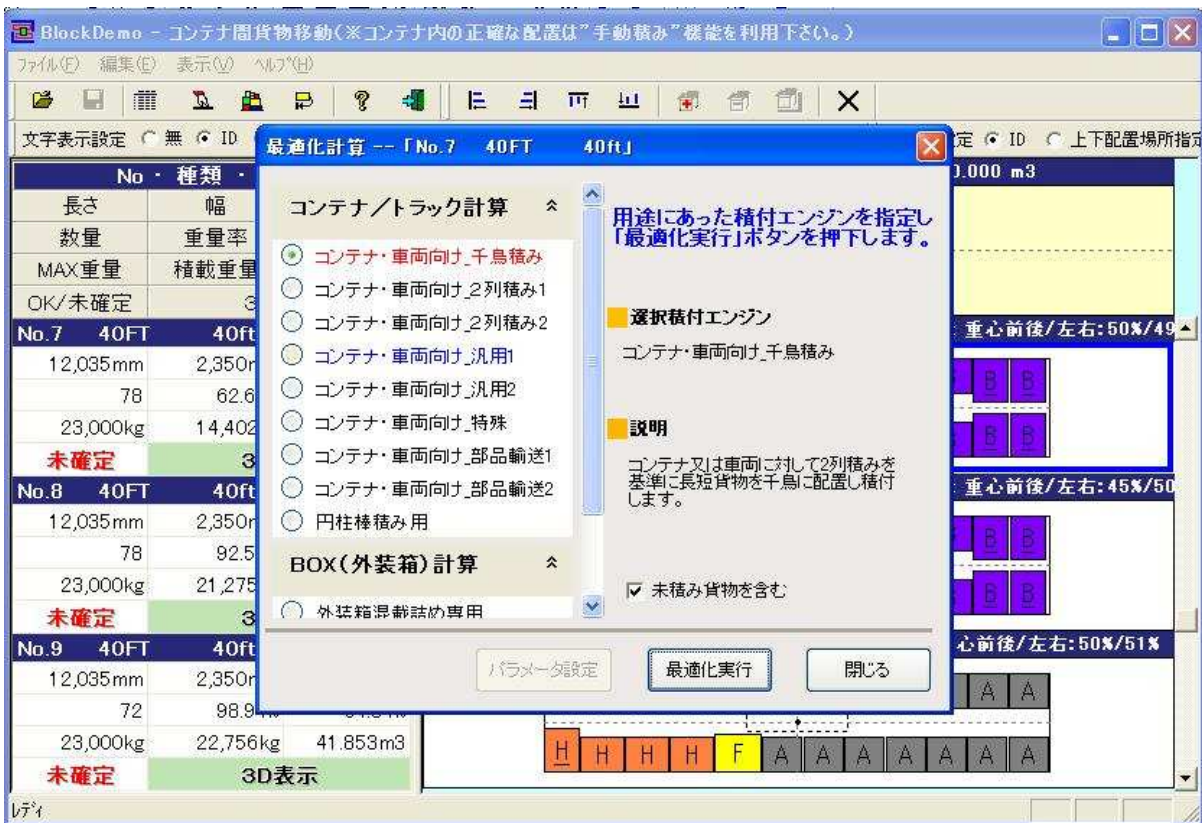 BlockDemo - コンテナ間貨物移動(※コンテナ内の正確な配置は"手動積み"機能を利用下さい。)
ファイル(F) 編集(E) 表示(V) ヘルプ(H)
文字表示設定 無 ID
定 ID 上下配置場所指定
最適化計算 --「No.7 40FT 40ft」
No ・ 種類 ・
0.000 m3
長さ 幅
数量 重量率
MAX重量 積載重量
OK/未確定 3
No.7 40FT 40ft
重心前後/左右:50%/49
12,035mm 2,350m
78 62.6
23,000kg 14,402
未確定 3
B B
B B
No.8 40FT 40ft
重心前後/左右:45%/50
12,035mm 2,350m
78 92.5
23,000kg 21,275
未確定 3
B B
B B
No.9 40FT 40ft
心前後/左右:50%/51%
12,035mm 2,350m
72 98.9
23,000kg 22,756kg 41.853m3
未確定 3D表示
A A
H H H H F A A A A A A A
コンテナ/トラック計算
コンテナ・車両向け_千鳥積み
コンテナ・車両向け_2列積み1
コンテナ・車両向け_2列積み2
コンテナ・車両向け_汎用1
コンテナ・車両向け_汎用2
コンテナ・車両向け_特殊
コンテナ・車両向け_部品輸送1
コンテナ・車両向け_部品輸送2
円柱棒積み用
BOX(外装箱)計算
外装箱混載詰め専用
用途にあった積付エンジンを指定し
「最適化実行」ボタンを押下します。
選択積付エンジン
コンテナ・車両向け_千鳥積み
説明
コンテナ又は車両に対して2列積みを
基準に長短貨物を千鳥に配置し積付
します。
未積み貨物を含む
パラメータ設定 最適化実行 閉じる
レディ